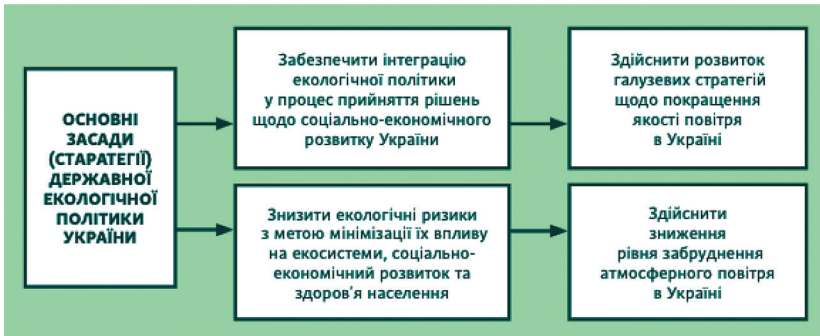 ОСНОВНІ
ЗАСАДИ
(СТАРАТЕГІЇ)
ДЕРЖАВНОЇ
ЕКОЛОГІЧНОЇ
ПОЛІТИКИ
УКРАЇНИ
Забезпечити інтеграцію
екологічної політики
у процес прийняття рішень
щодо соціально-економічного
розвитку України
Здійснити розвиток
галузевих стратегій
щодо покращення
якості повітря
в Україні
Знизити екологічні ризики
з метою мінімізації їх впливу
на екосистеми, соціально-
економічний розвиток та
здоров'я населення
Здійснити
зниження
рівня забруднення
атмосферного повітря
в Україні